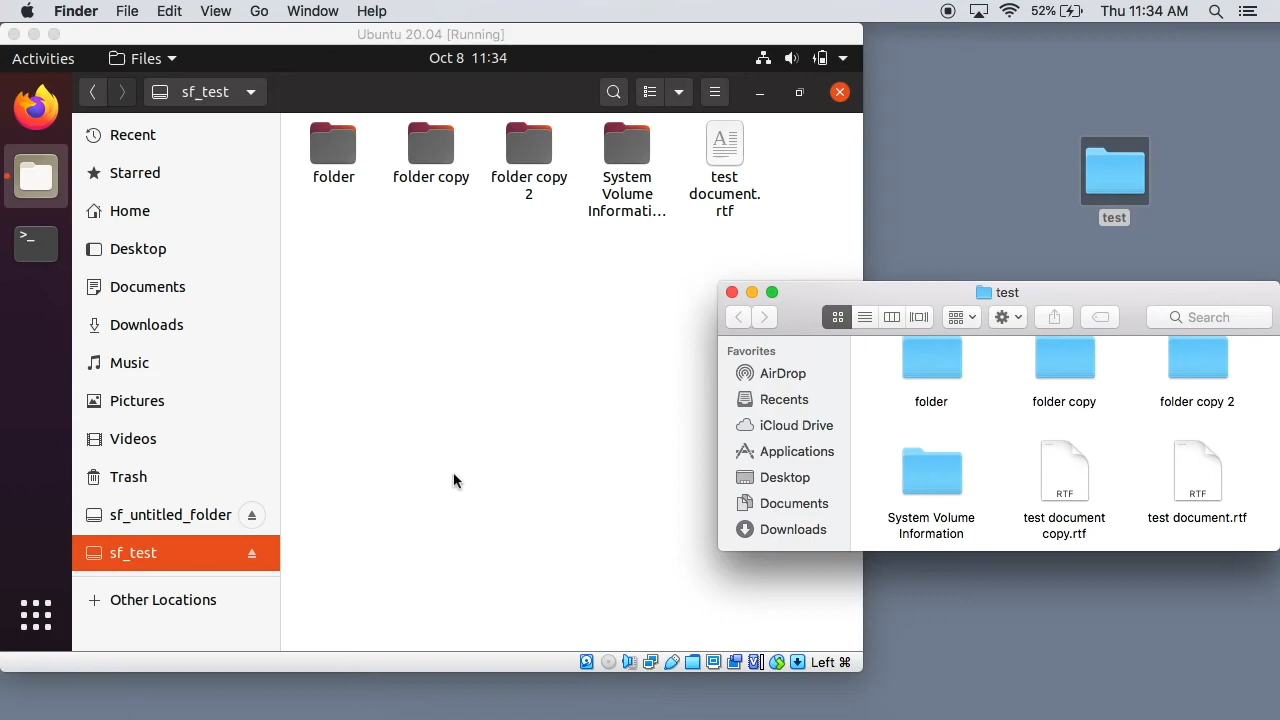 Finder File Edit View Go Window Help 52% Thu 11:34 AM
Ubuntu 20.04 [Running]
Activities Files Oct 8 11:34
sf_test
Recent
Starred
Home
Desktop
Documents
Downloads
Music
Pictures
Videos
Trash
sf_untitled_folder
sf_test
Other Locations
folder
folder copy
folder copy
2
System
Volume
Informati...
test
document.
rtf
test
test
Search
Favorites
AirDrop
Recents
iCloud Drive
Applications
Desktop
Documents
Downloads
folder
folder copy
folder copy 2
System Volume
Information
RTF
test document
copy.rtf
RTF
test document.rtf
Left ⌘